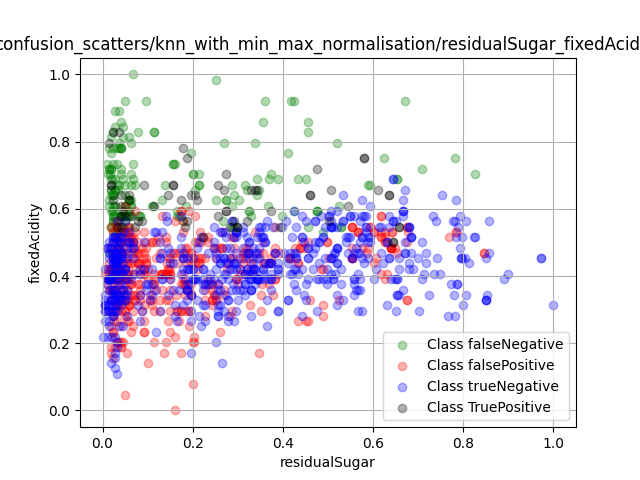 confusion_scatters/knn_with_min_max_normalisation/residualSugar_fixedAcid
1.0
0.8
0.6
0.4
0.2
0.0
fixedAcidity
0.0 0.2 0.4 0.6 0.8 1.0
residualSugar
Class falseNegative
Class falsePositive
Class trueNegative
Class TruePositive